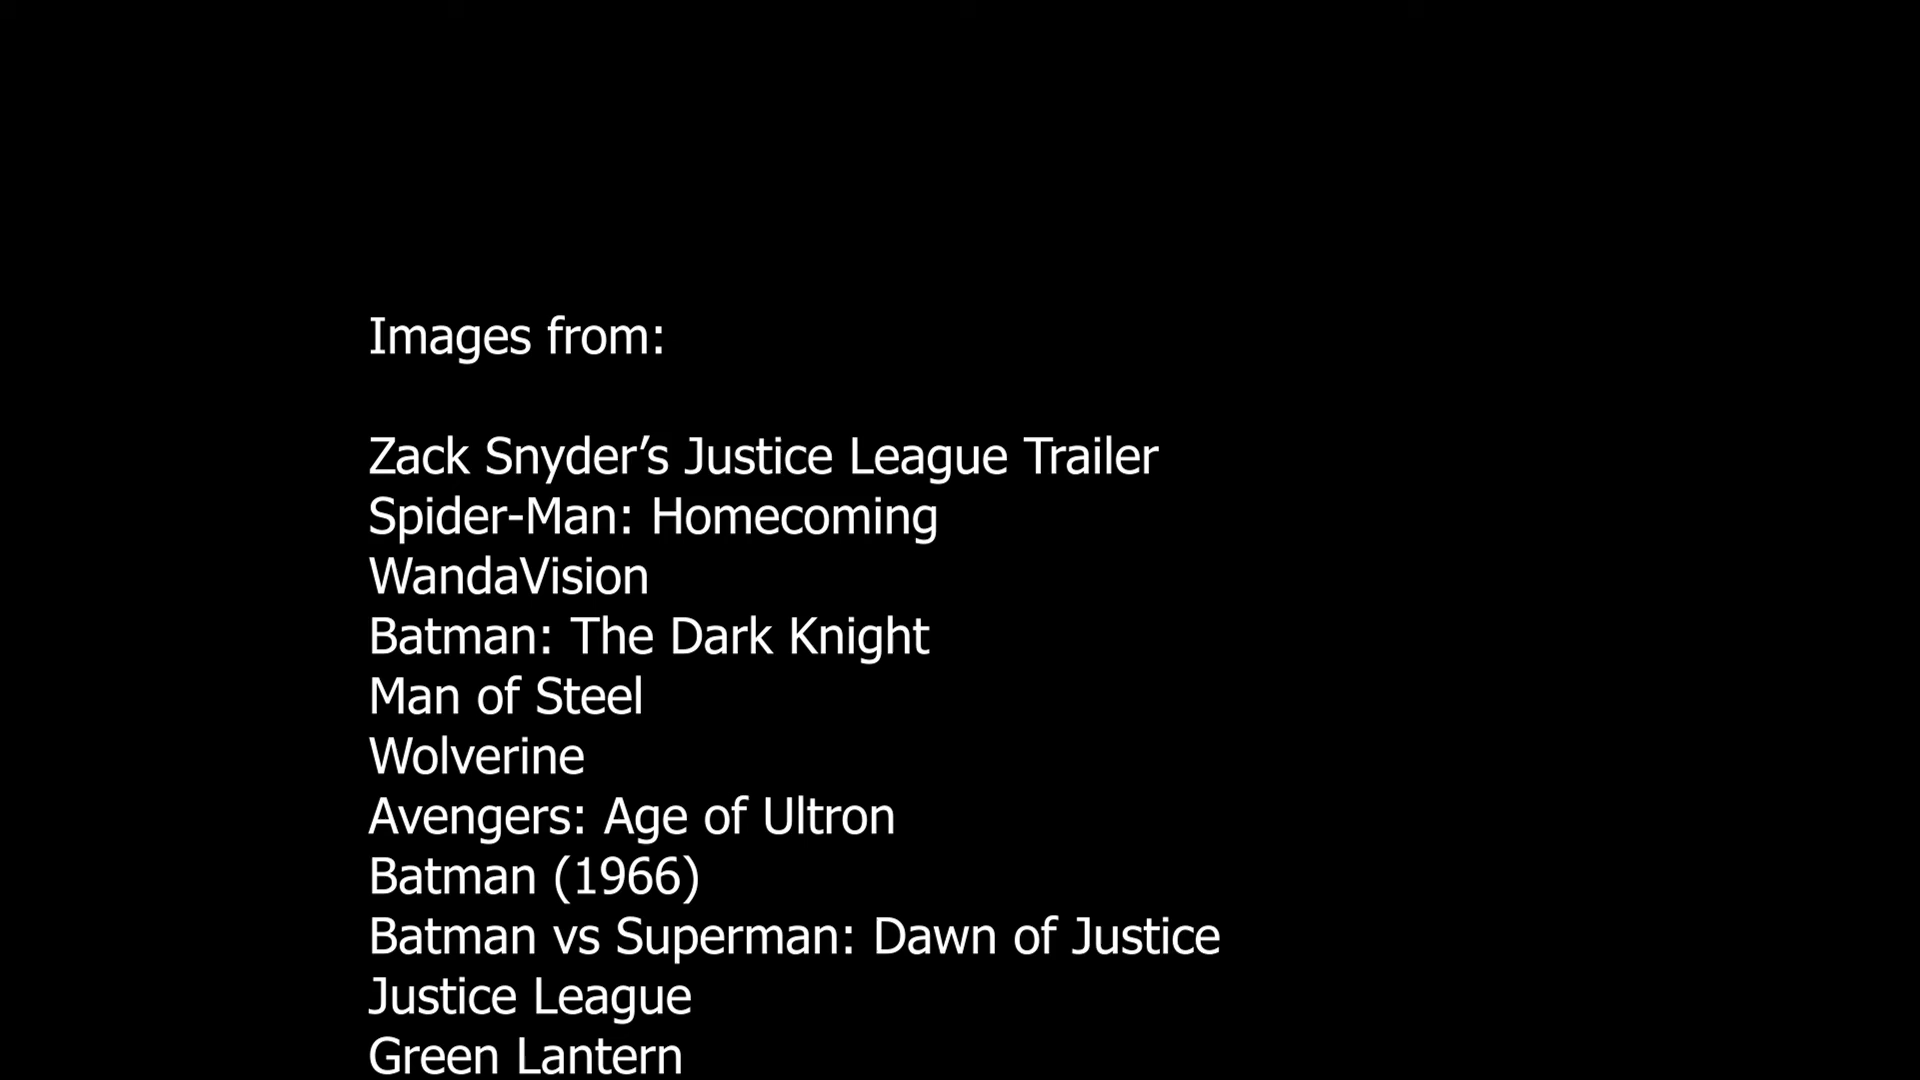 Images from:
Zack Snyder’s Justice League Trailer
Spider-Man: Homecoming
WandaVision
Batman: The Dark Knight
Man of Steel
Wolverine
Avengers: Age of Ultron
Batman (1966)
Batman vs Superman: Dawn of Justice
Justice League
Green Lantern